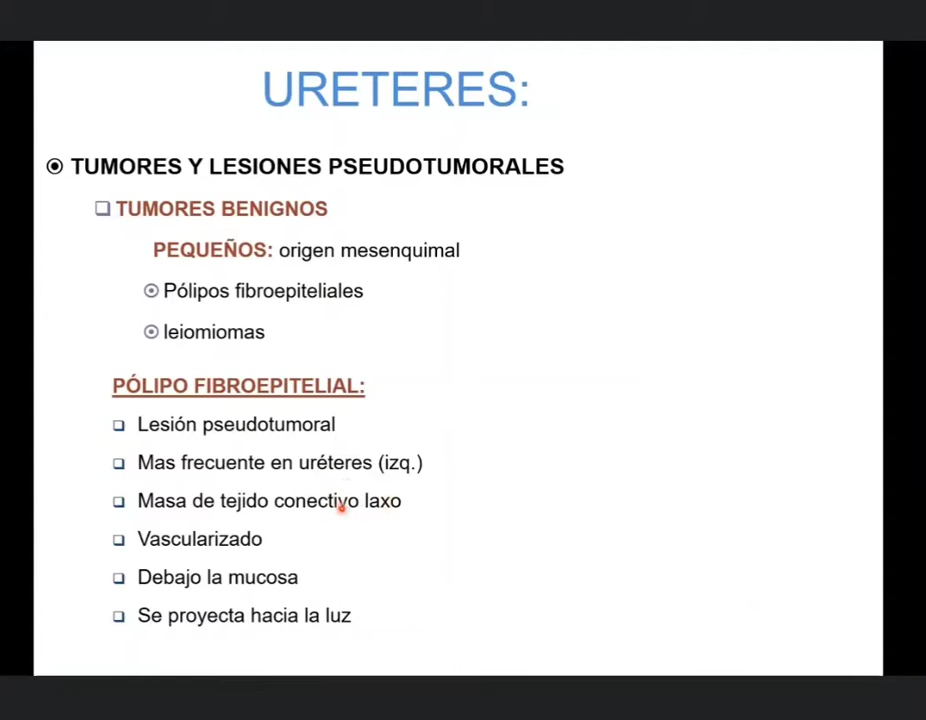 URETERES:
TUMORES Y LESIONES PSEUDOTUMORALES
TUMORES BENIGNOS
PEQUEÑOS: origen mesenquimal
Pólipos fibroepiteliales
leiomiomas
PÓLIPO FIBROEPITELIAL:
Lesión pseudotumoral
Mas frecuente en uréteres (izq.)
Masa de tejido conectivo laxo
Vascularizado
Debajo la mucosa
Se proyecta hacia la luz